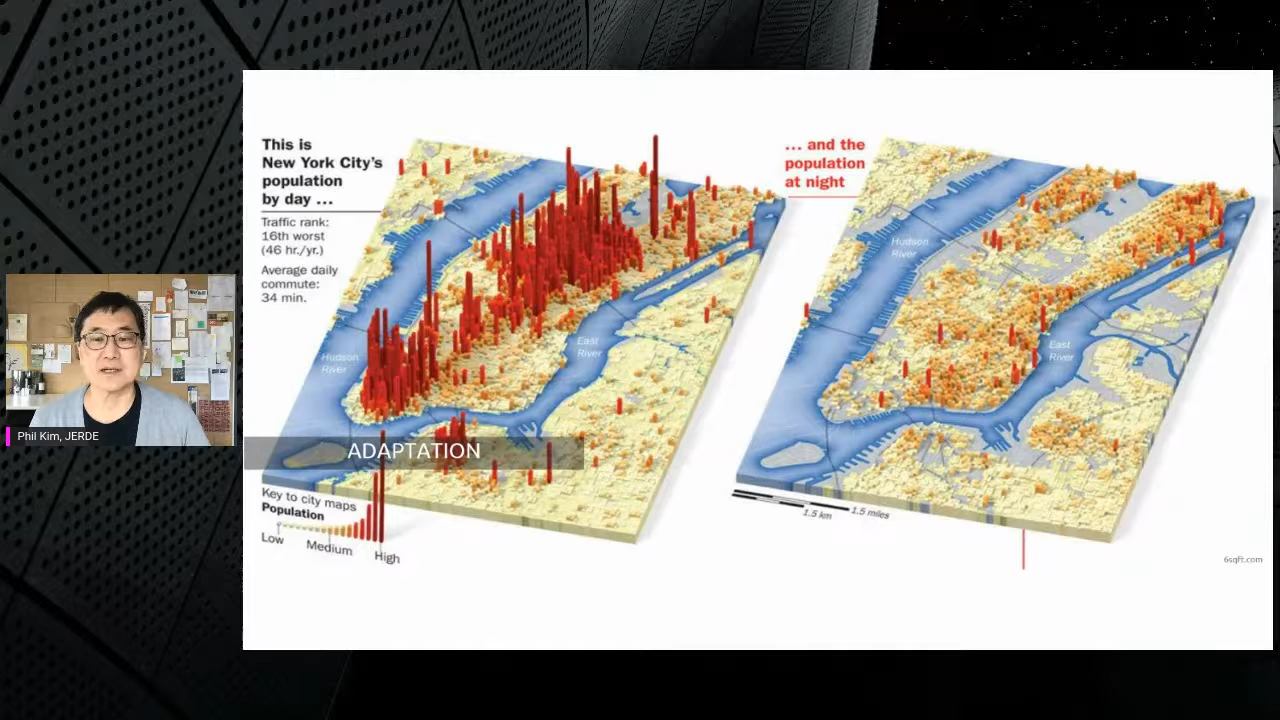 This is
New York City's
population
by day ...
Traffic rank:
16th worst
(46 hr./yr.)
Average daily
commute:
34 min.
Hudson
River
East
River
... and the
population
at night
Hudson
River
East
River
Phil Kim, JERDE
ADAPTATION
Key to city maps
Population
Low
Medium
High
1.5 km
1.5 miles
6sqft.com